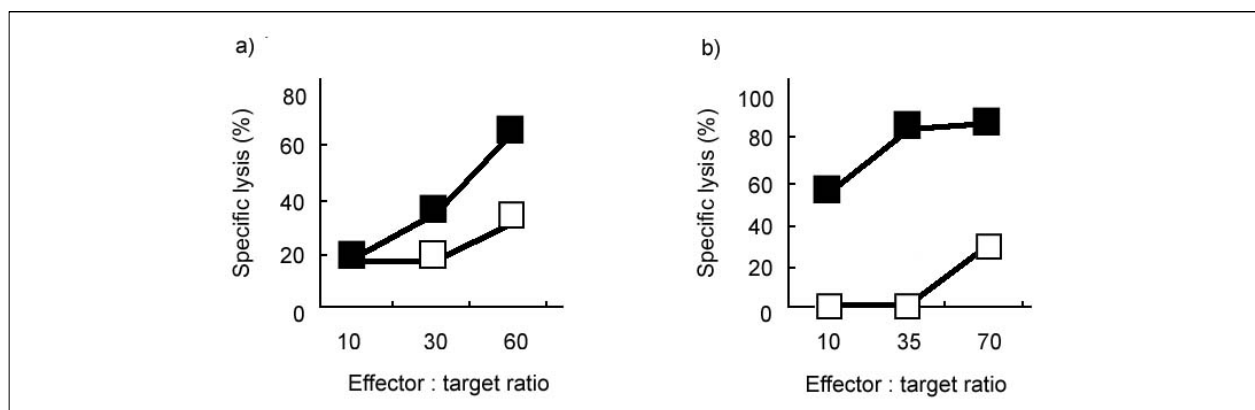 a)
b)
Specific lysis (%)
80
60
40
20
0
10 30 60
Effector : target ratio
Specific lysis (%)
100
80
60
40
20
0
10 35 70
Effector : target ratio